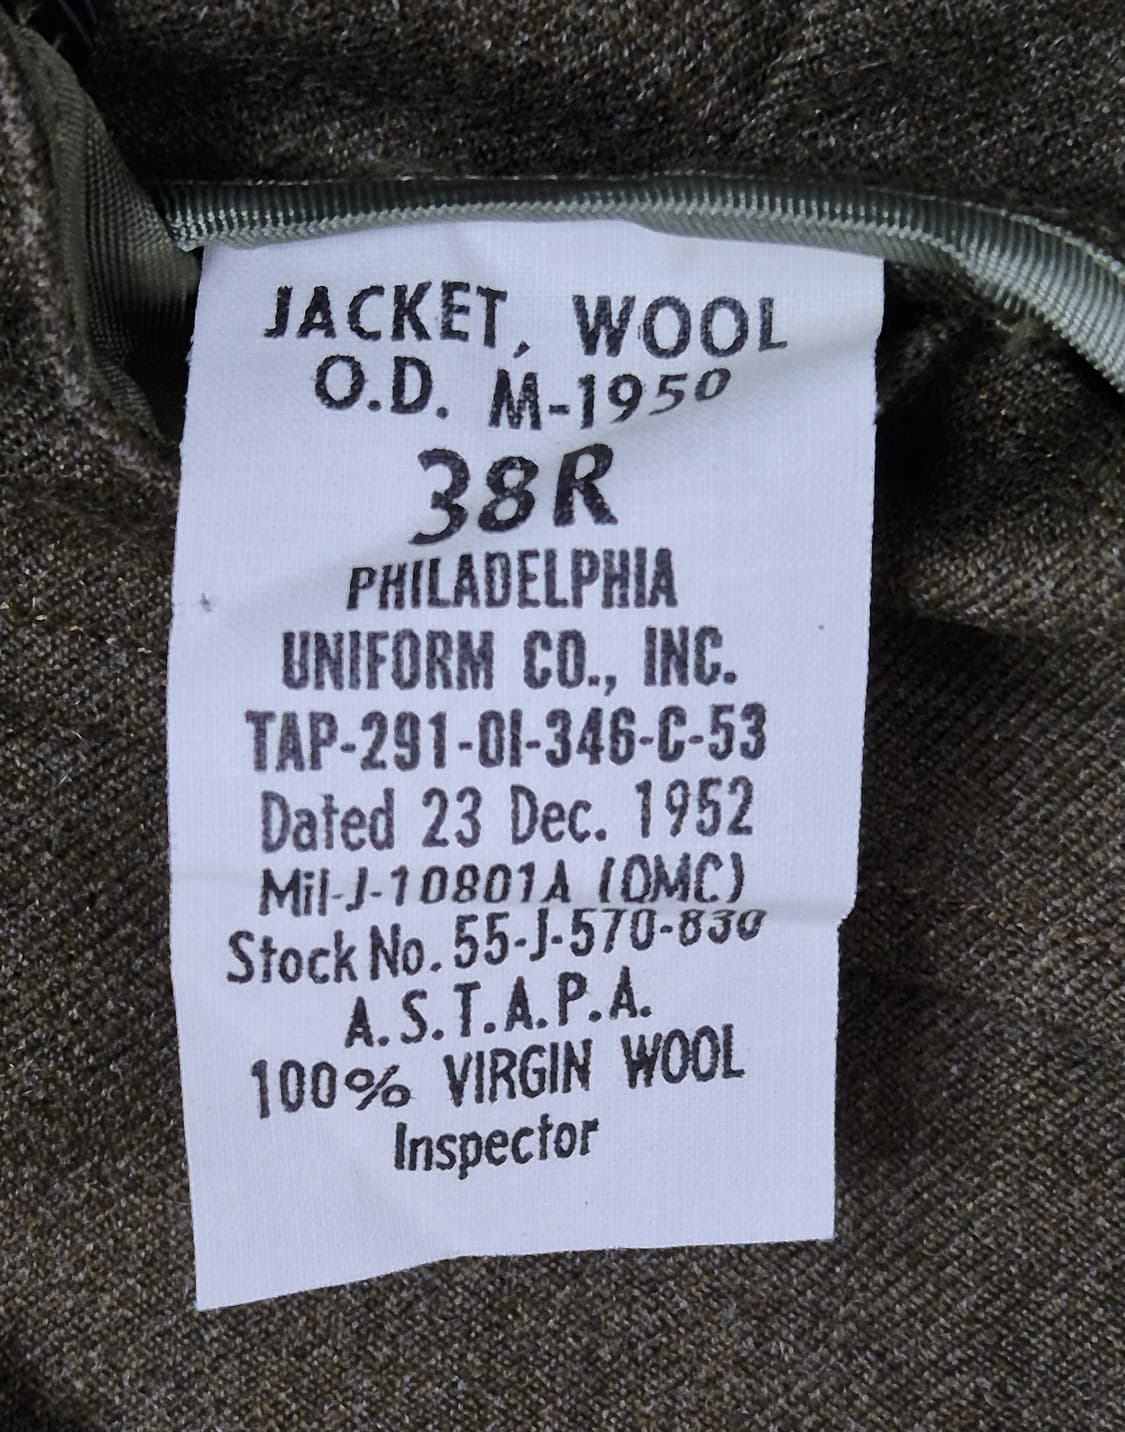 JACKET, WOOL
O.D. M-1950
38R
PHILADELPHIA
UNIFORM CO., INC.
TAP-291-OI-346-C-53
Dated 23 Dec. 1952
Mil-J-10801A (QMC)
Stock No. 55-J-570-830
A.S.T.A.P.A.
100% VIRGIN WOOL
Inspector